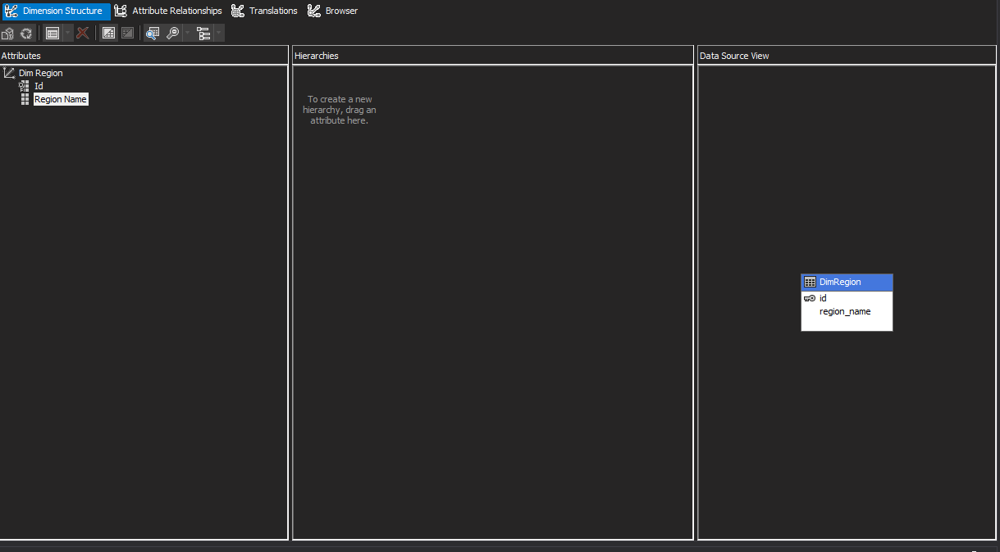 Dimension Structure Attribute Relationships Translations Browser
Attributes
Dim Region
Id
Region Name
Hierarchies
To create a new
hierarchy, drag an
attribute here.
Data Source View
DimRegion
id
region_name